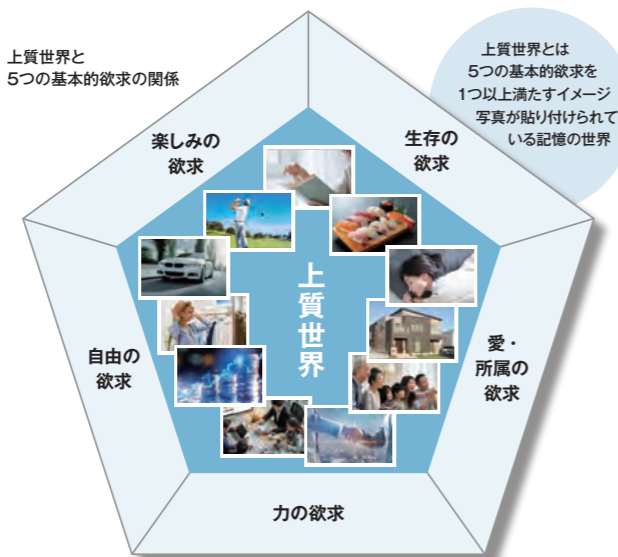 上質世界と
5つの基本的欲求の関係
上質世界とは
5つの基本的欲求を
1つ以上満たすイメージ
写真が貼り付けられて
いる記憶の世界
楽しみの
欲求
生存の
欲求
上質世界
自由の
欲求
愛・
所属の
欲求
力の欲求